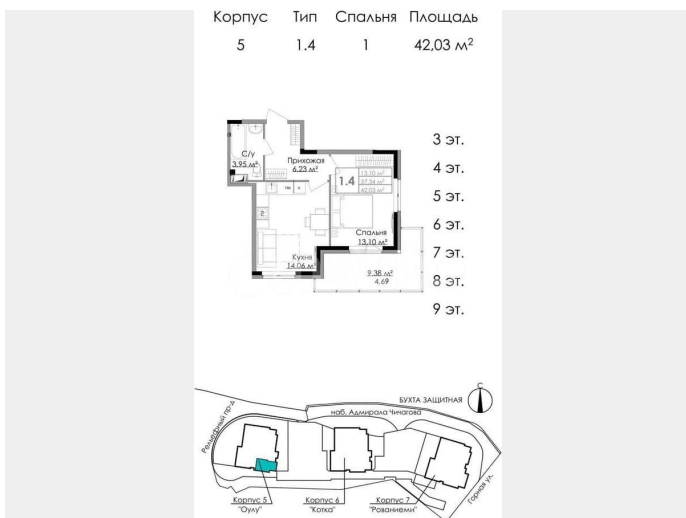 Корпус Тип Спальня Площадь
5 1.4 1 42,03 м²
3 эт.
4 эт.
5 эт.
6 эт.
7 эт.
8 эт.
9 эт.
С/у
3.95 м²
Прихожая
6.23 м²
1.4
13.10 м²
37.34 м²
42.03 м²
Спальня
13,10 м²
Кухня
14.06 м²
9.38 м²
4.69
С
БУХТА ЗАЩИТНАЯ
наб. Адмирала Чичагова
Рельефный пр-д
Горная ул.
Корпус 5
"Оулу"
Корпус 6
"Котка"
Корпус 7
"Рованиеми"